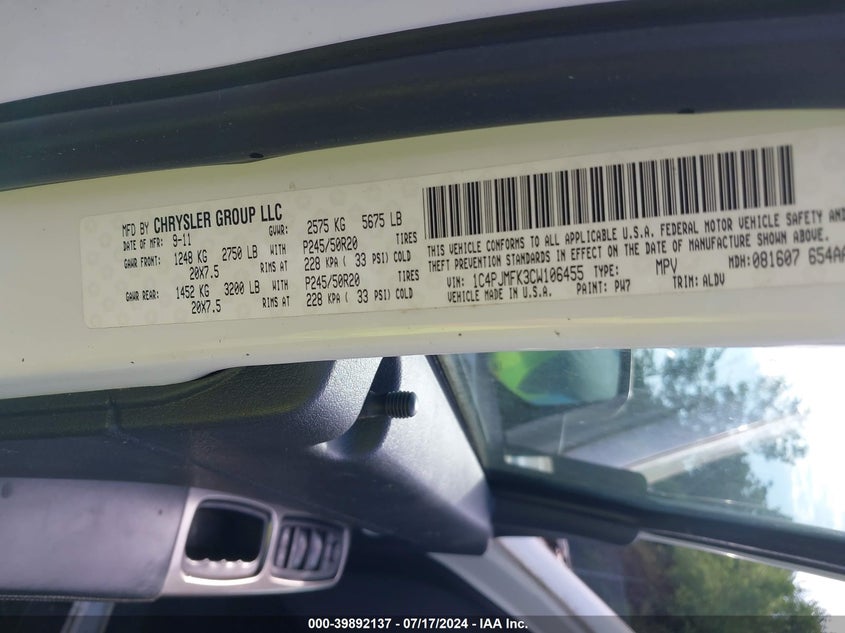 MFD BY CHRYSLER GROUP LLC
DATE OF MFR: 9-11 GVWR: 2575 KG 5675 LB
GAWR FRONT: 1248 KG 2750 LB WITH P245/50R20 TIRES
20X7.5 RIMS AT 228 KPA ( 33 PSI) COLD
GAWR REAR: 1452 KG 3200 LB WITH P245/50R20 TIRES
20X7.5 RIMS AT 228 KPA ( 33 PSI) COLD
THIS VEHICLE CONFORMS TO ALL APPLICABLE U.S.A. FEDERAL MOTOR VEHICLE SAFETY AND
THEFT PREVENTION STANDARDS IN EFFECT ON THE DATE OF MANUFACTURE SHOWN ABOVE.
VIN: 1C4PJMFK3CW106455 TYPE: MPV MDH: 081607 654AA
VEHICLE MADE IN U.S.A. PAINT: PW7 TRIM: ALDV
000-39892137 - 07/17/2024 - IAA Inc.